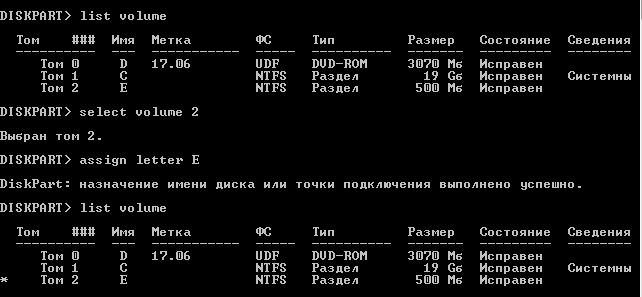 DISKPART> list volume
Том ### Имя Метка ФС Тип Размер Состояние Сведения
Том 0 D 17.06 UDF DVD-ROM 3070 Мб Исправен
Том 1 C NTFS Раздел 19 Gб Исправен Системны
Том 2 E NTFS Раздел 500 Мб Исправен
DISKPART> select volume 2
Выбран том 2.
DISKPART> assign letter E
DiskPart: назначение имени диска или точки подключения выполнено успешно.
DISKPART> list volume
Том ### Имя Метка ФС Тип Размер Состояние Сведения
Том 0 D 17.06 UDF DVD-ROM 3070 Мб Исправен
Том 1 C NTFS Раздел 19 Gб Исправен Системны
* Том 2 E NTFS Раздел 500 Мб Исправен